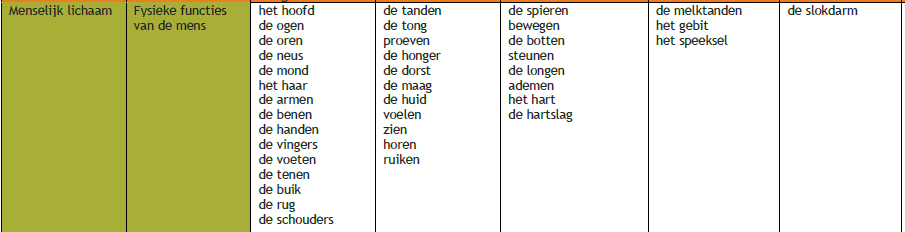 Menselijk lichaam
Fysieke functies
van de mens
het hoofd
de ogen
de oren
de neus
de mond
het haar
de armen
de benen
de handen
de vingers
de voeten
de tenen
de buik
de rug
de schouders
de tanden
de tong
proeven
de honger
de dorst
de maag
de huid
voelen
zien
horen
ruiken
de spieren
bewegen
de botten
steunen
de longen
ademen
het hart
de hartslag
de melktanden
het gebit
het speeksel
de slokdarm